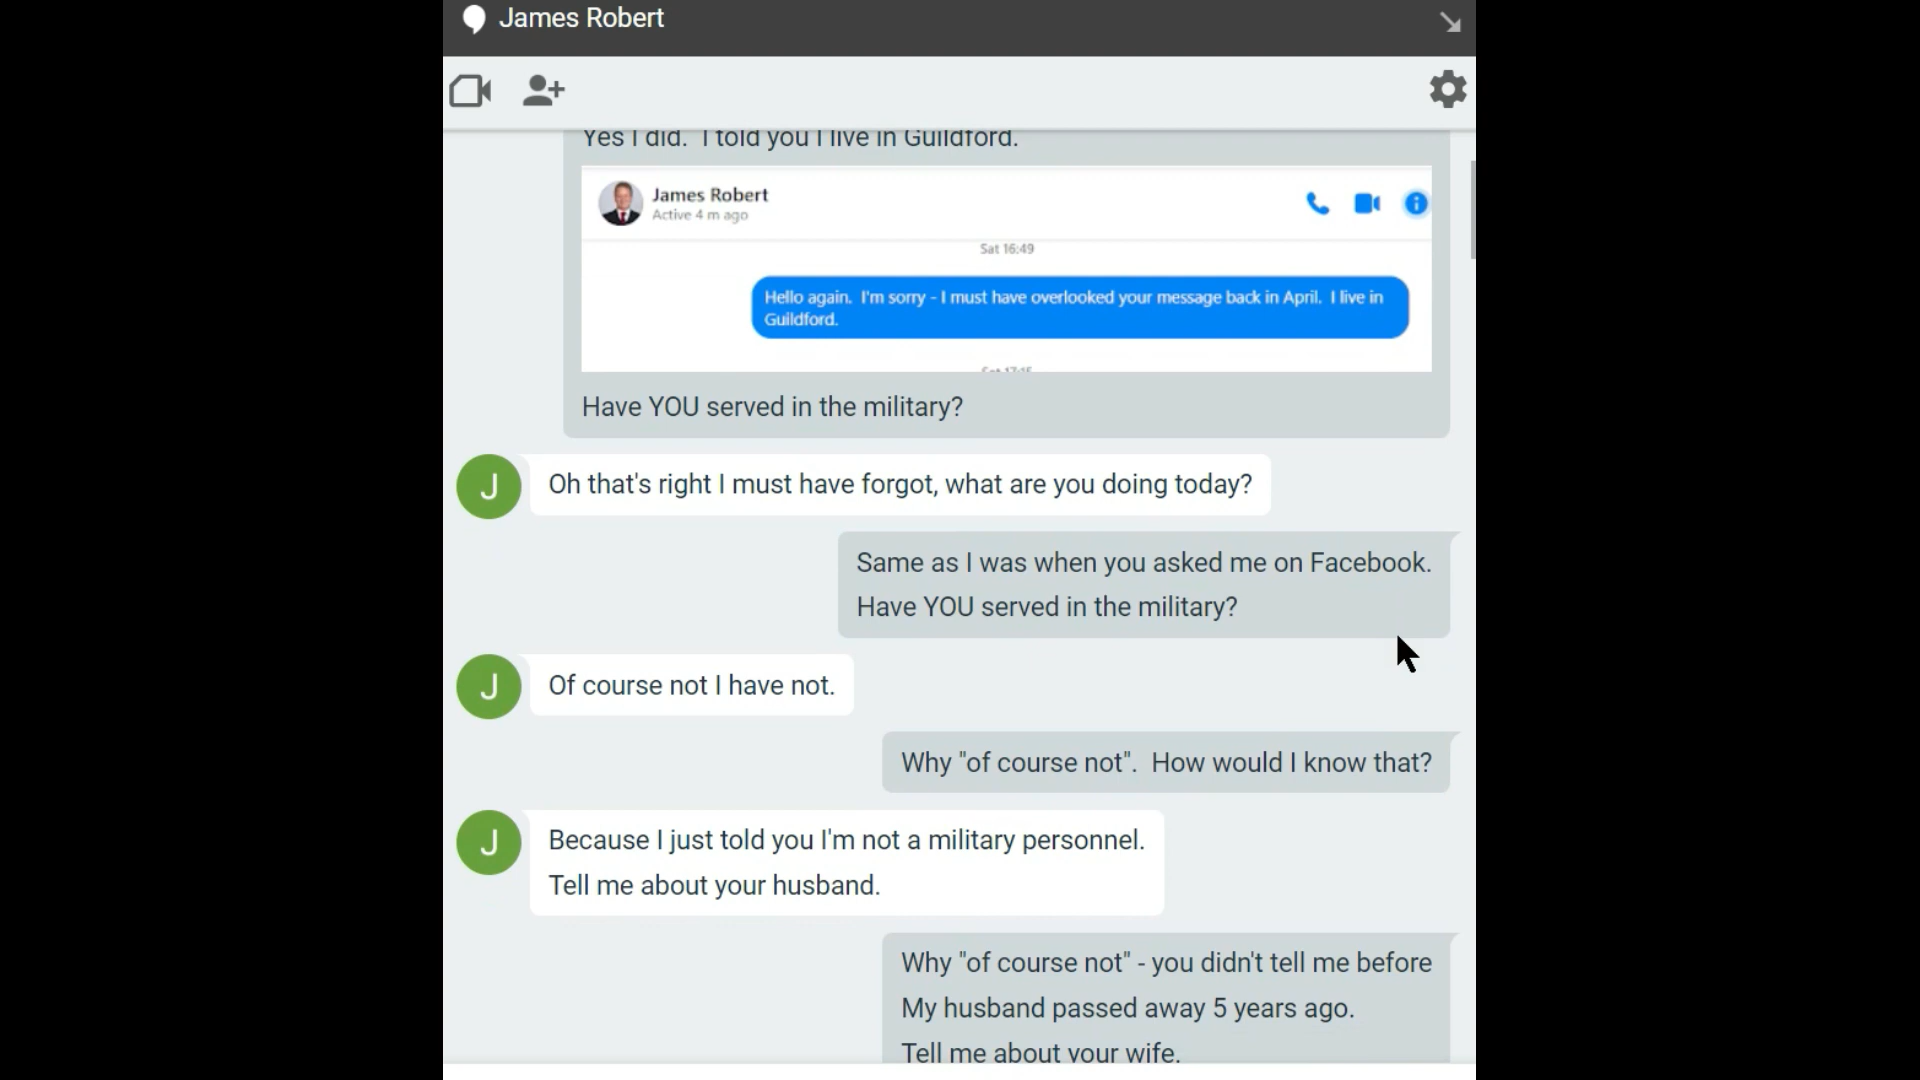 James Robert
Yes I did.  I told you I live in Guildford.
James Robert
Active 4 m ago
Sat 16:49
Hello again.  I'm sorry - I must have overlooked your message back in April.  I live in
Guildford.
Sat 17:15
Have YOU served in the military?
J
Oh that's right I must have forgot, what are you doing today?
Same as I was when you asked me on Facebook.
Have YOU served in the military?
J
Of course not I have not.
Why "of course not".  How would I know that?
J
Because I just told you I'm not a military personnel.
Tell me about your husband.
Why "of course not" - you didn't tell me before
My husband passed away 5 years ago.
Tell me about your wife.